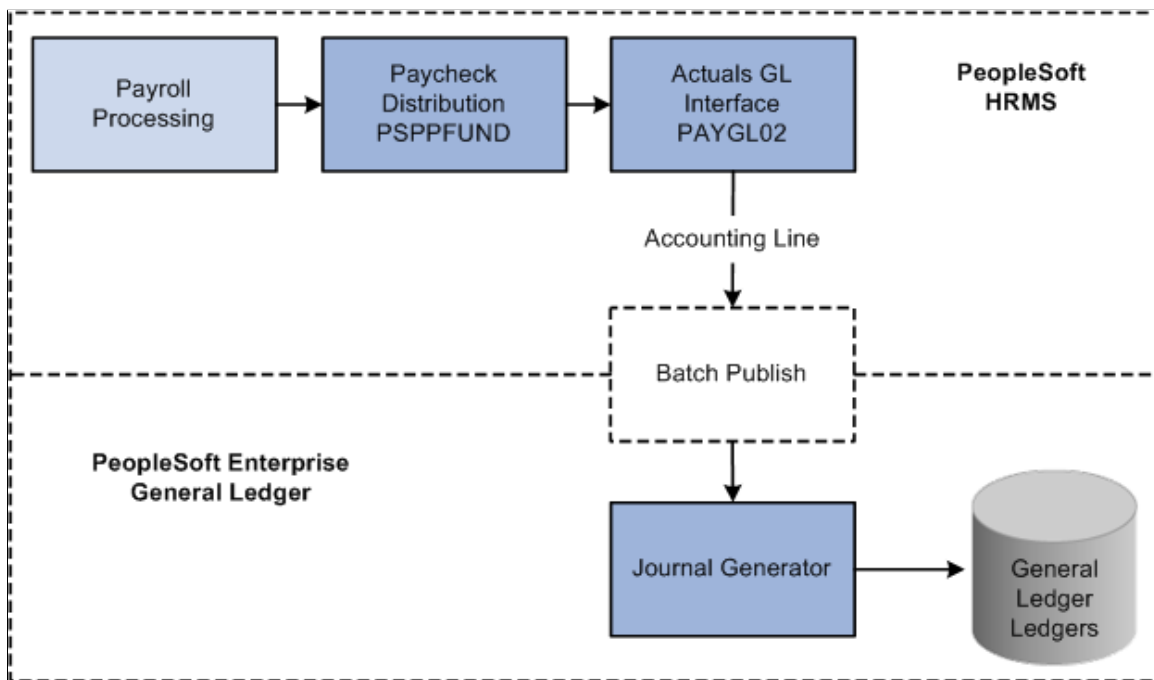 Payroll
Processing
Paycheck
Distribution
PSPPFUND
Actuals GL
Interface
PAYGL02
PeopleSoft
HRMS
Accounting Line
Batch Publish
PeopleSoft Enterprise
General Ledger
Journal Generator
General
Ledger
Ledgers